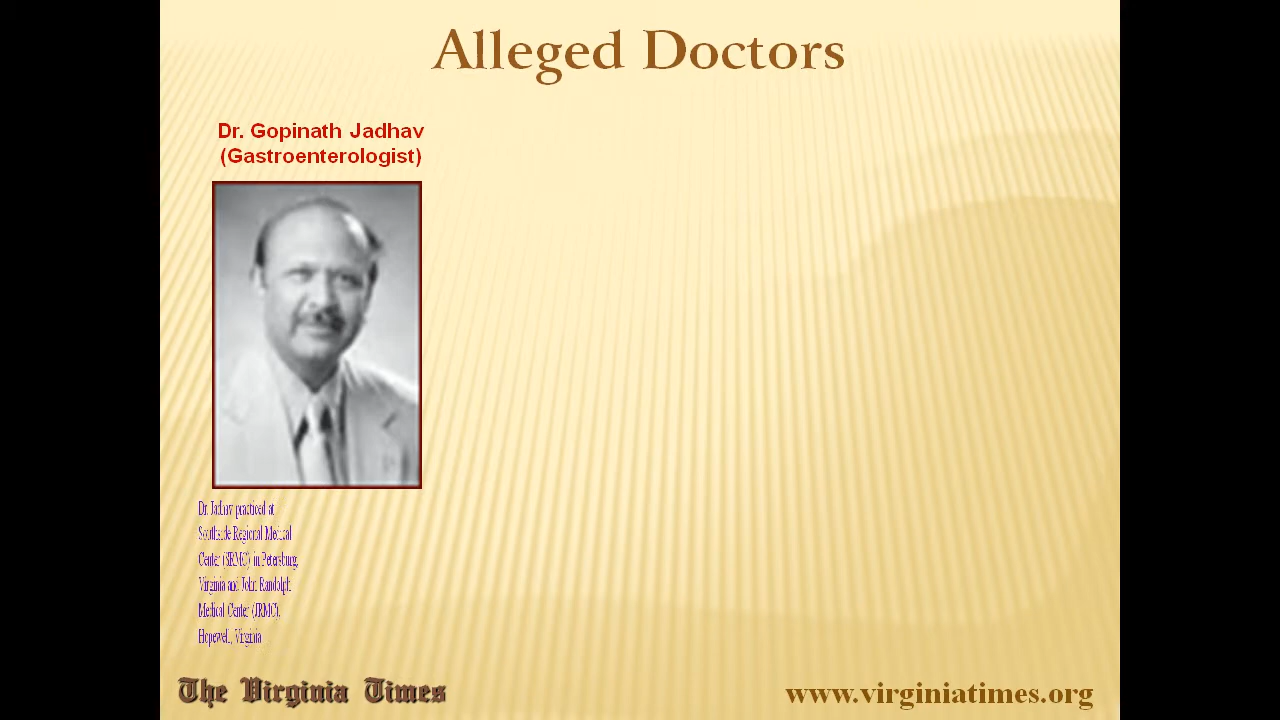 Alleged Doctors
Dr. Gopinath Jadhav
(Gastroenterologist)
Dr. Jadhav practiced at
Southside Regional Medical
Center (SRMC) in Petersburg,
Virginia and John Randolph
Medical Center (JRMC),
Hopewell, Virginia
The Virginia Times
www.virginiatimes.org